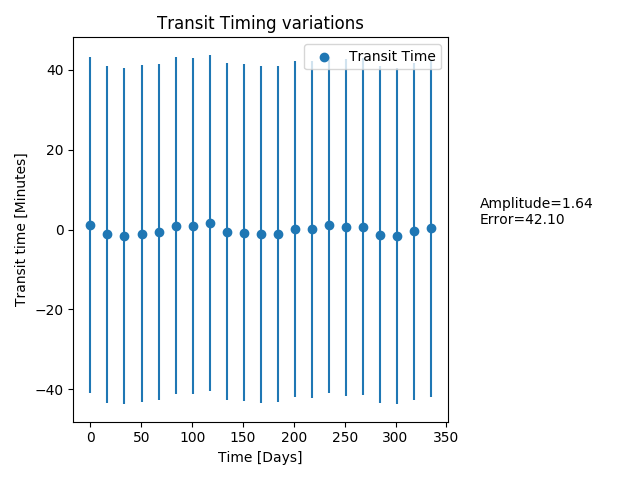 Transit Timing variations
Transit Time
Transit time [Minutes]
40
20
0
−20
−40
0 50 100 150 200 250 300 350
Time [Days]
Amplitude=1.64
Error=42.10